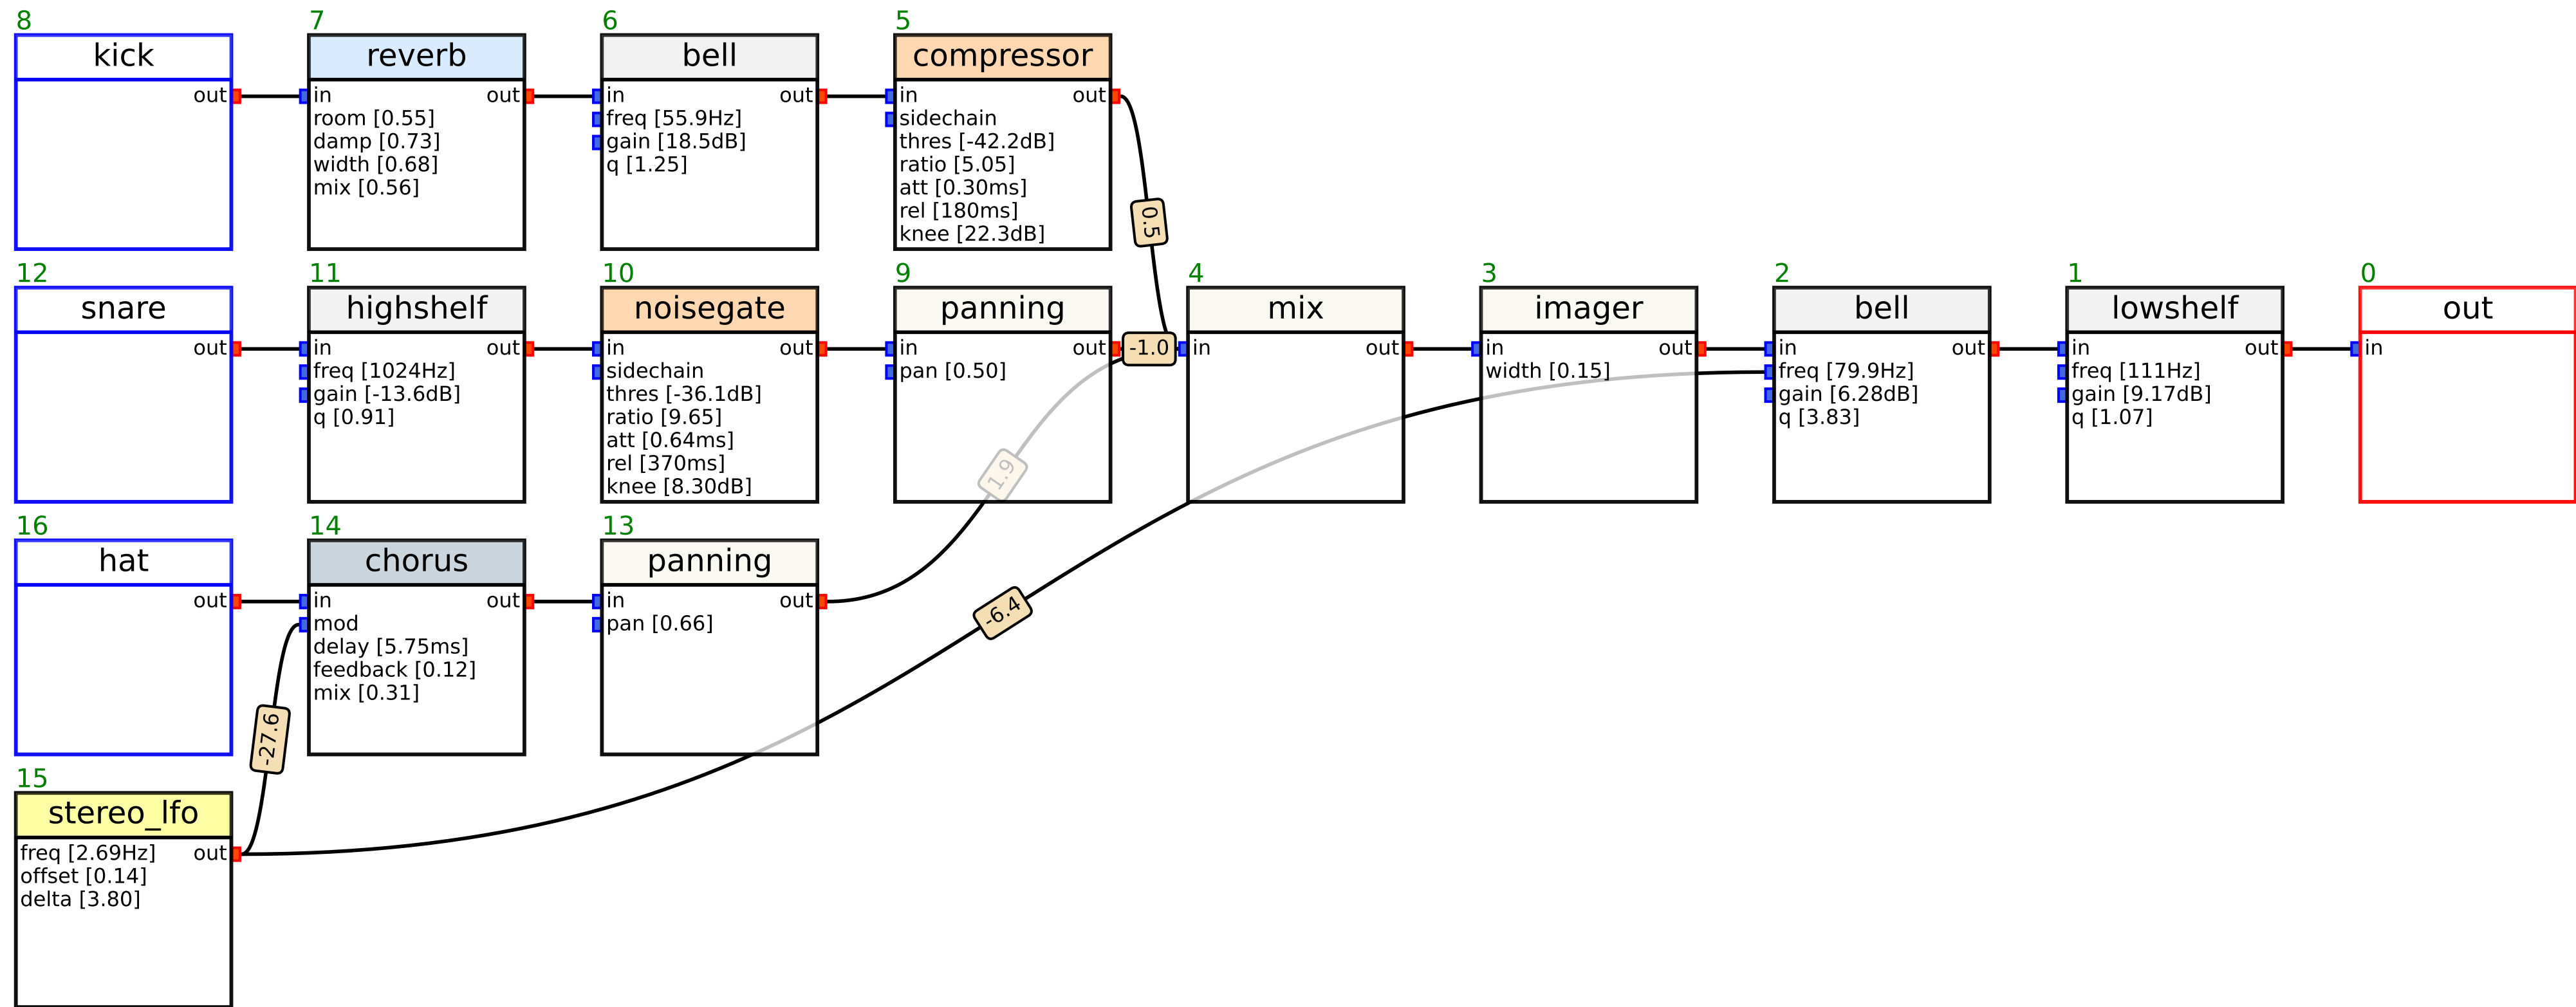 8
kick
out
7
reverb
in out
room [0.55]
damp [0.73]
width [0.68]
mix [0.56]
6
bell
in out
freq [55.9Hz]
gain [18.5dB]
q [1.25]
5
compressor
in out
sidechain
thres [-42.2dB]
ratio [5.05]
att [0.30ms]
rel [180ms]
knee [22.3dB]
0.5
12
snare
out
11
highshelf
in out
freq [1024Hz]
gain [-13.6dB]
q [0.91]
10
noisegate
in out
sidechain
thres [-36.1dB]
ratio [9.65]
att [0.64ms]
rel [370ms]
knee [8.30dB]
9
panning
in out
pan [0.50]
-1.0
1.9
4
mix
in out
3
imager
in out
width [0.15]
2
bell
in out
freq [79.9Hz]
gain [6.28dB]
q [3.83]
1
lowshelf
in out
freq [111Hz]
gain [9.17dB]
q [1.07]
0
out
in
16
hat
out
14
chorus
in out
mod
delay [5.75ms]
feedback [0.12]
mix [0.31]
13
panning
in out
pan [0.66]
-6.4
-27.6
15
stereo_lfo
freq [2.69Hz] out
offset [0.14]
delta [3.80]